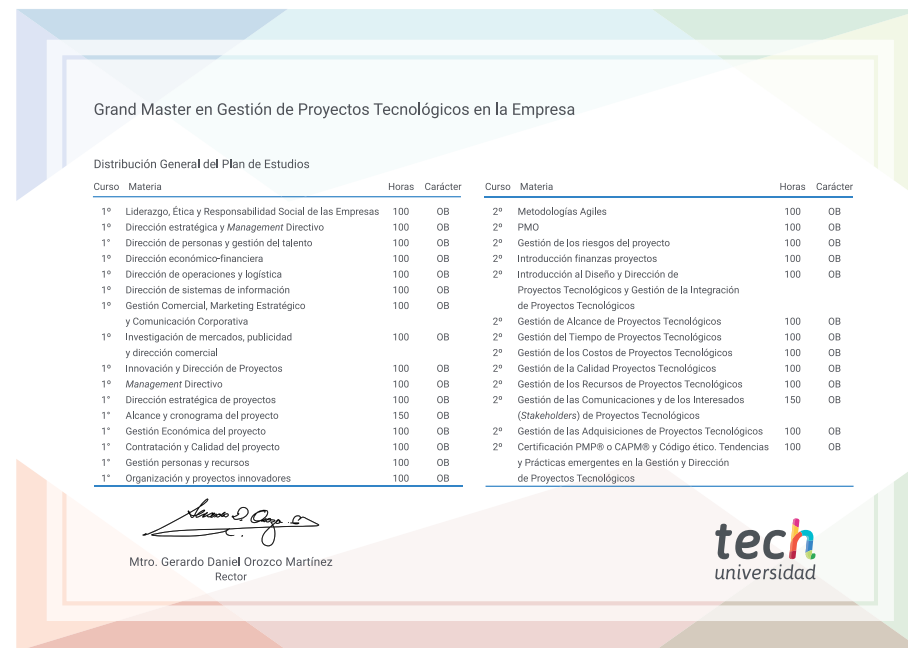 Grand Master en Gestión de Proyectos Tecnológicos en la Empresa
Distribución General del Plan de Estudios
Curso Materia Horas Carácter
1º Liderazgo, Ética y Responsabilidad Social de las Empresas 100 OB
1º Dirección estratégica y Management Directivo 100 OB
1° Dirección de personas y gestión del talento 100 OB
1º Dirección económico-financiera 100 OB
1º Dirección de operaciones y logística 100 OB
1º Dirección de sistemas de información 100 OB
1º Gestión Comercial, Marketing Estratégico 100 OB
y Comunicación Corporativa
1º Investigación de mercados, publicidad 100 OB
y dirección comercial
1º Innovación y Dirección de Proyectos 100 OB
1º Management Directivo 100 OB
1° Dirección estratégica de proyectos 100 OB
1° Alcance y cronograma del proyecto 150 OB
1° Gestión Económica del proyecto 100 OB
1° Contratación y Calidad del proyecto 100 OB
1° Gestión personas y recursos 100 OB
1° Organización y proyectos innovadores 100 OB
Curso Materia Horas Carácter
2º Metodologías Agiles 100 OB
2º PMO 100 OB
2º Gestión de los riesgos del proyecto 100 OB
2º Introducción finanzas proyectos 100 OB
2º Introducción al Diseño y Dirección de 100 OB
Proyectos Tecnológicos y Gestión de la Integración
de Proyectos Tecnológicos
2º Gestión de Alcance de Proyectos Tecnológicos 100 OB
2º Gestión del Tiempo de Proyectos Tecnológicos 100 OB
2º Gestión de los Costos de Proyectos Tecnológicos 100 OB
2º Gestión de la Calidad Proyectos Tecnológicos 100 OB
2º Gestión de los Recursos de Proyectos Tecnológicos 100 OB
2º Gestión de las Comunicaciones y de los Interesados 150 OB
(Stakeholders) de Proyectos Tecnológicos
2º Gestión de las Adquisiciones de Proyectos Tecnológicos 100 OB
2º Certificación PMP® o CAPM® y Código ético. Tendencias 100 OB
y Prácticas emergentes en la Gestión y Dirección
de Proyectos Tecnológicos
Mtro. Gerardo Daniel Orozco Martínez
Rector
tech
universidad